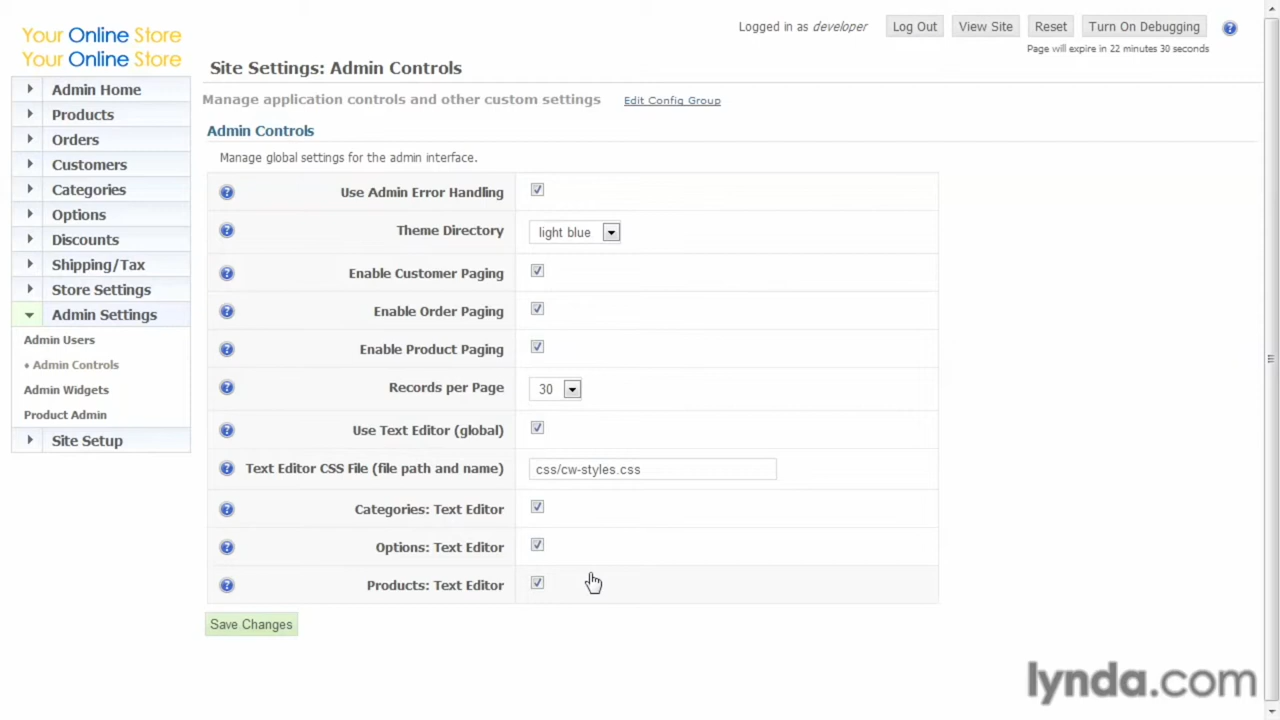 Your Online Store
Your Online Store
Logged in as developer
Log Out
View Site
Reset
Turn On Debugging
Page will expire in 22 minutes 30 seconds
Site Settings: Admin Controls
Manage application controls and other custom settings
Edit Config Group
Admin Home
Products
Orders
Customers
Categories
Options
Discounts
Shipping/Tax
Store Settings
Admin Settings
Admin Users
Admin Controls
Admin Widgets
Product Admin
Site Setup
Admin Controls
Manage global settings for the admin interface.
Use Admin Error Handling
Theme Directory light blue
Enable Customer Paging
Enable Order Paging
Enable Product Paging
Records per Page 30
Use Text Editor (global)
Text Editor CSS File (file path and name) css/cw-styles.css
Categories: Text Editor
Options: Text Editor
Products: Text Editor
Save Changes
lynda.com